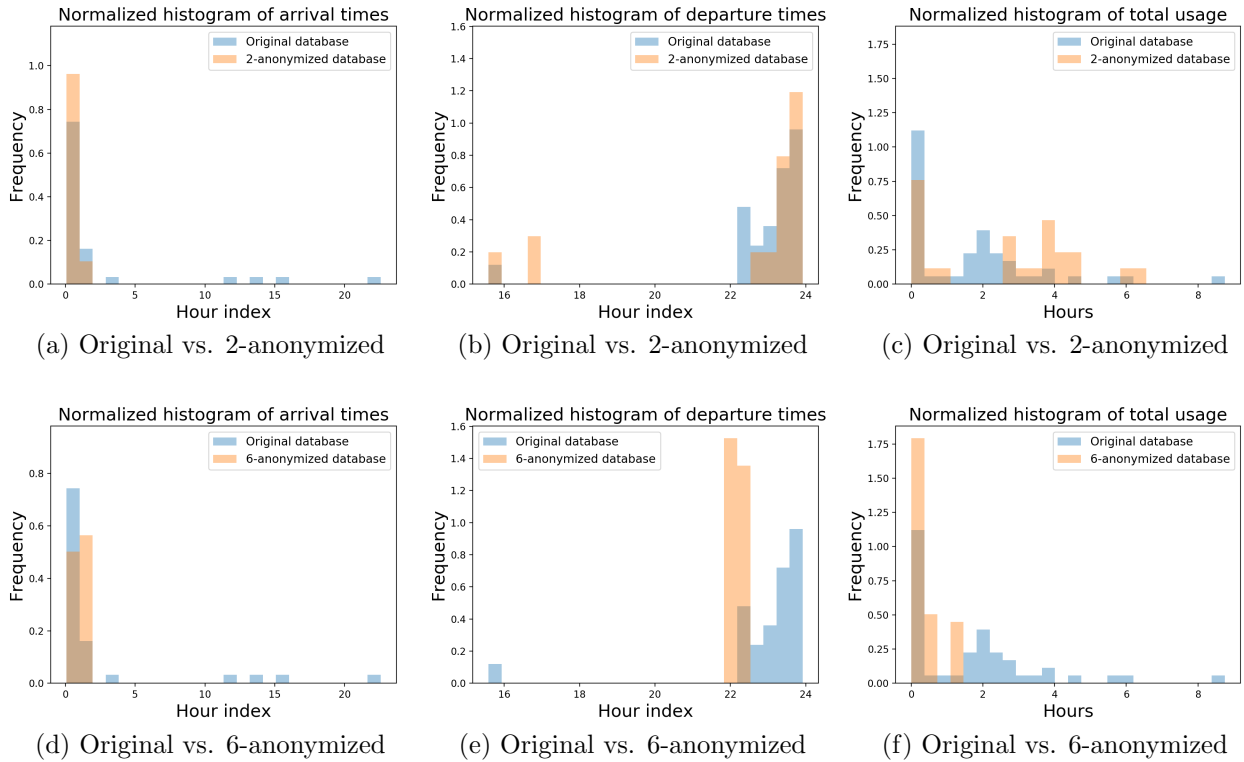 Normalized histogram of arrival times
Original database
2-anonymized database
Frequency
1.0
0.8
0.6
0.4
0.2
0.0
0 5 10 15 20
Hour index
(a) Original vs. 2-anonymized
Normalized histogram of departure times
Original database
2-anonymized database
Frequency
1.6
1.4
1.2
1.0
0.8
0.6
0.4
0.2
0.0
16 18 20 22 24
Hour index
(b) Original vs. 2-anonymized
Normalized histogram of total usage
Original database
2-anonymized database
Frequency
1.75
1.50
1.25
1.00
0.75
0.50
0.25
0.00
0 2 4 6 8
Hours
(c) Original vs. 2-anonymized
Normalized histogram of arrival times
Original database
6-anonymized database
Frequency
0.8
0.6
0.4
0.2
0.0
0 5 10 15 20
Hour index
(d) Original vs. 6-anonymized
Normalized histogram of departure times
Original database
6-anonymized database
Frequency
1.6
1.4
1.2
1.0
0.8
0.6
0.4
0.2
0.0
16 18 20 22 24
Hour index
(e) Original vs. 6-anonymized
Normalized histogram of total usage
Original database
6-anonymized database
Frequency
1.75
1.50
1.25
1.00
0.75
0.50
0.25
0.00
0 2 4 6 8
Hours
(f) Original vs. 6-anonymized